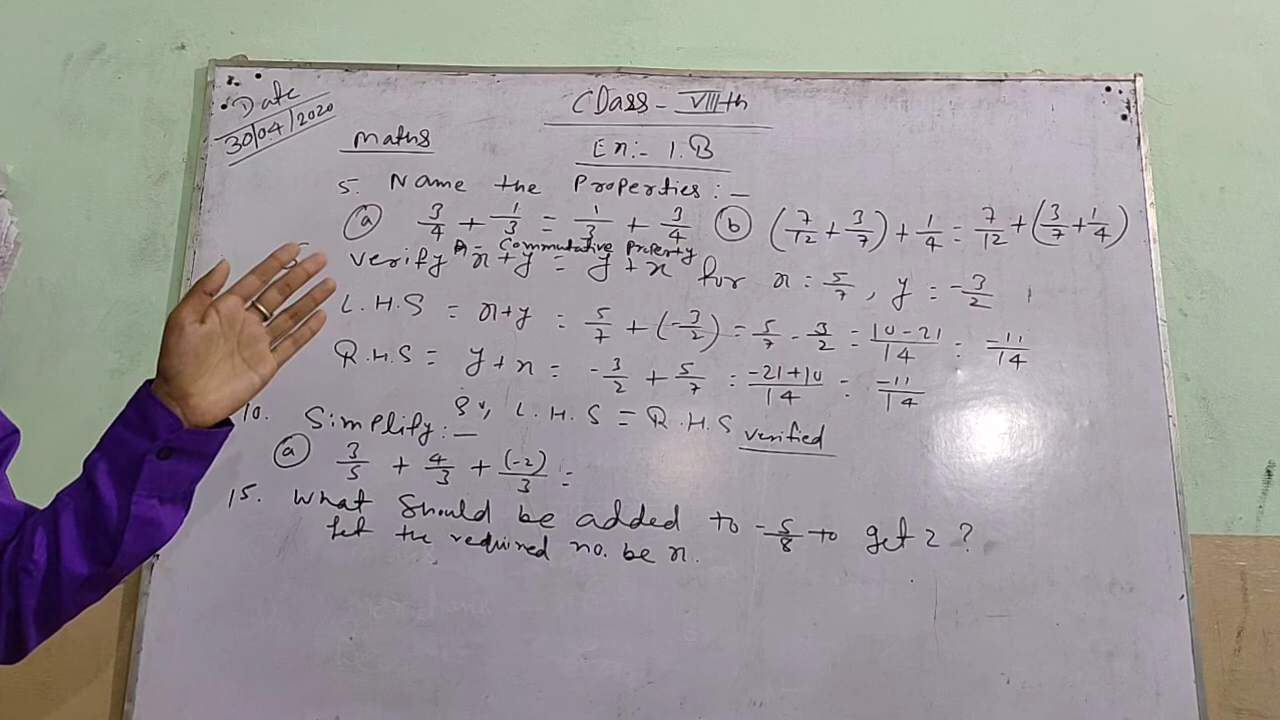 Date
30/04/2020
Class - VIIIth
Maths
Ex:- 1.B
5. Name the Properties:-
(a) 3/4 + 1/3 = 1/3 + 3/4 (b) (7/12 + 3/7) + 1/4 = 7/12 + (3/7 + 1/4)
A:- Commutative Property
verify x+y = y+x for x = 5/7, y = -3/2
L.H.S = x+y = 5/7 + (-3/2) = 5/7 - 3/2 = 10-21/14 = -11/14
R.H.S = y+x = -3/2 + 5/7 = -21+10/14 = -11/14
So, L.H.S = R.H.S verified
10. Simplify:-
(a) 3/5 + 4/3 + (-2)/3 =
15. What should be added to -5/8 to get 2?
Let the required no. be x.